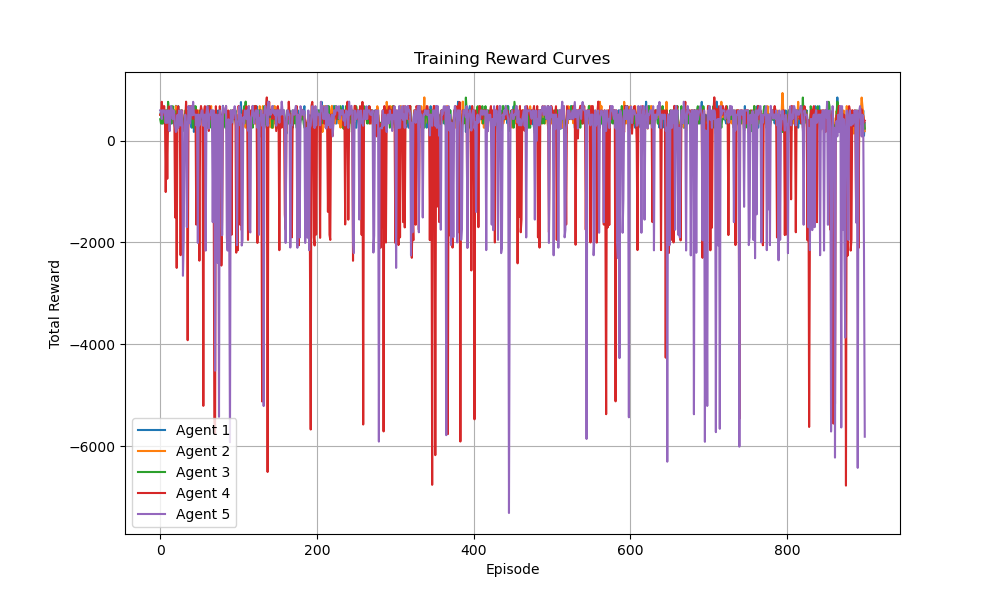 Training Reward Curves
Total Reward
0
−2000
−4000
−6000
Agent 1
Agent 2
Agent 3
Agent 4
Agent 5
0 200 400 600 800
Episode